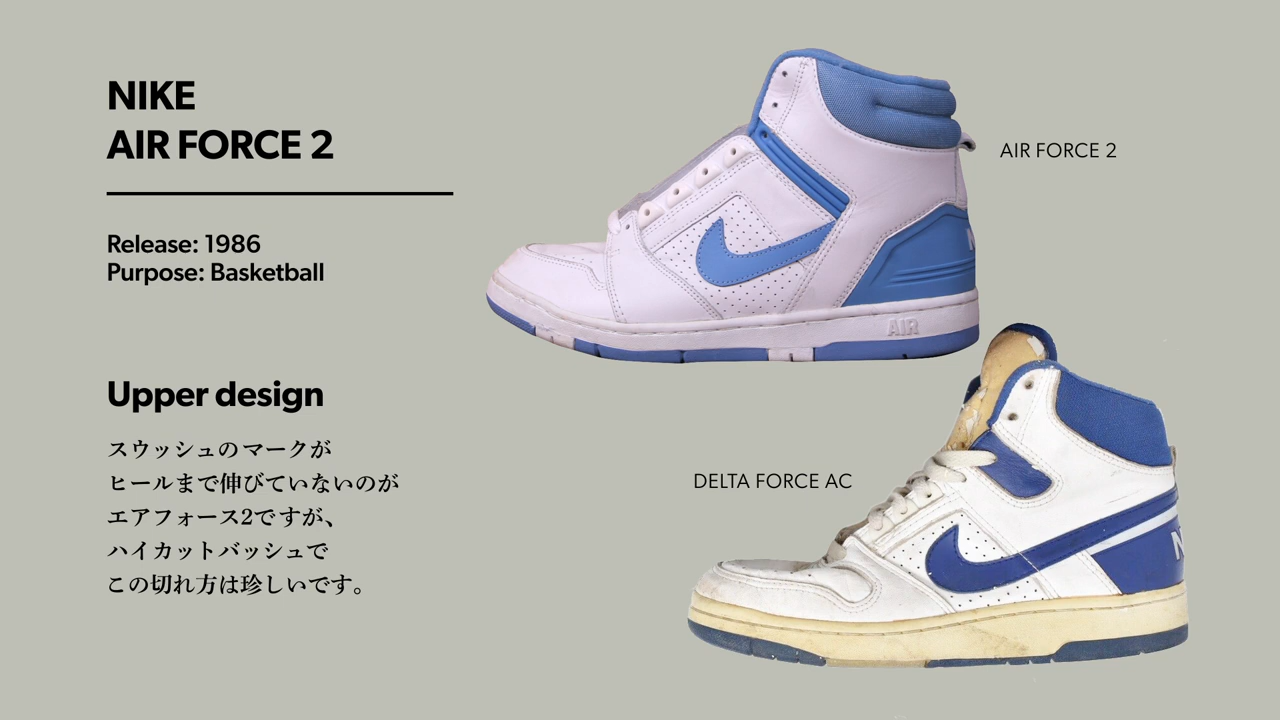 NIKE
AIR FORCE 2
Release: 1986
Purpose: Basketball
Upper design
スウッシュのマークが
ヒールまで伸びていないのが
エアフォース2ですが、
ハイカットバッシュで
この切れ方は珍しいです。
AIR FORCE 2
AIR
DELTA FORCE AC